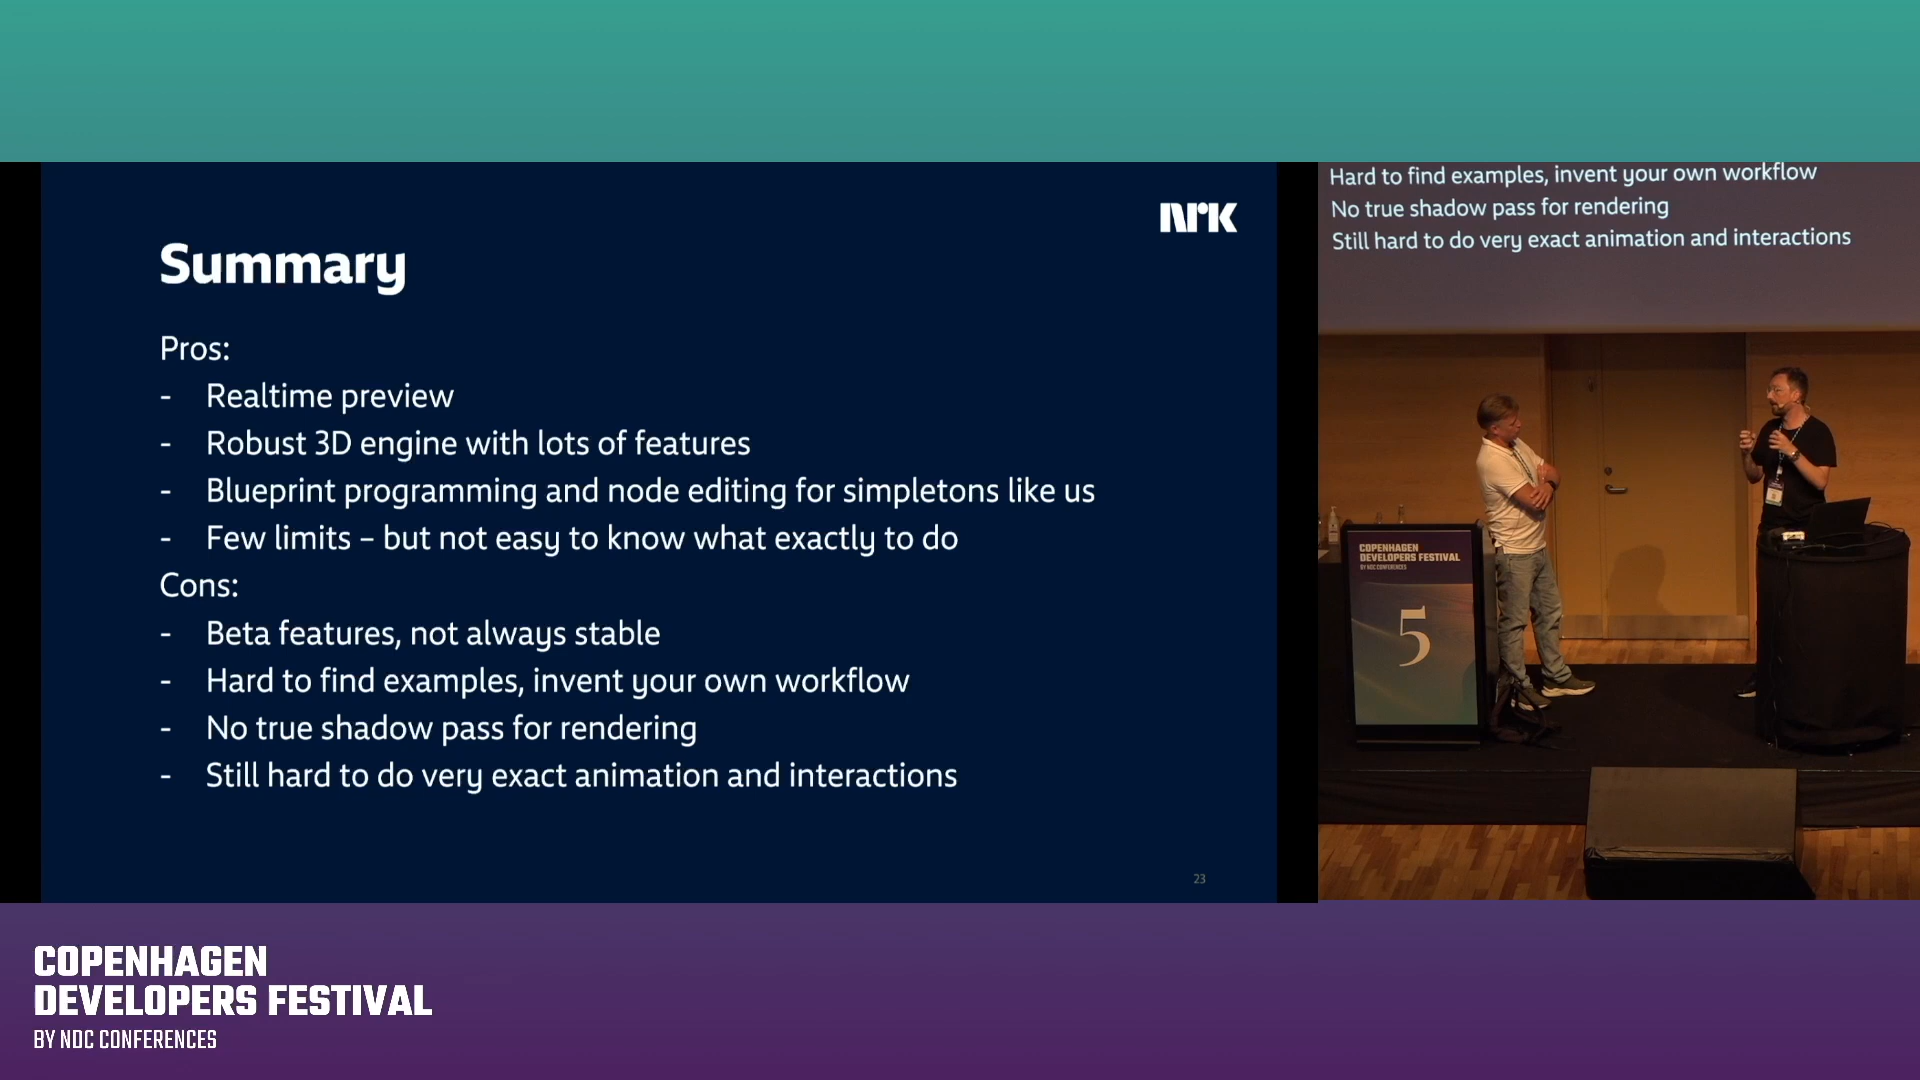 NRK
Summary
Pros:
- Realtime preview
- Robust 3D engine with lots of features
- Blueprint programming and node editing for simpletons like us
- Few limits – but not easy to know what exactly to do
Cons:
- Beta features, not always stable
- Hard to find examples, invent your own workflow
- No true shadow pass for rendering
- Still hard to do very exact animation and interactions
23
Hard to find examples, invent your own workflow
No true shadow pass for rendering
Still hard to do very exact animation and interactions
COPENHAGEN
DEVELOPERS FESTIVAL
BY NDC CONFERENCES
5
COPENHAGEN
DEVELOPERS FESTIVAL
BY NDC CONFERENCES